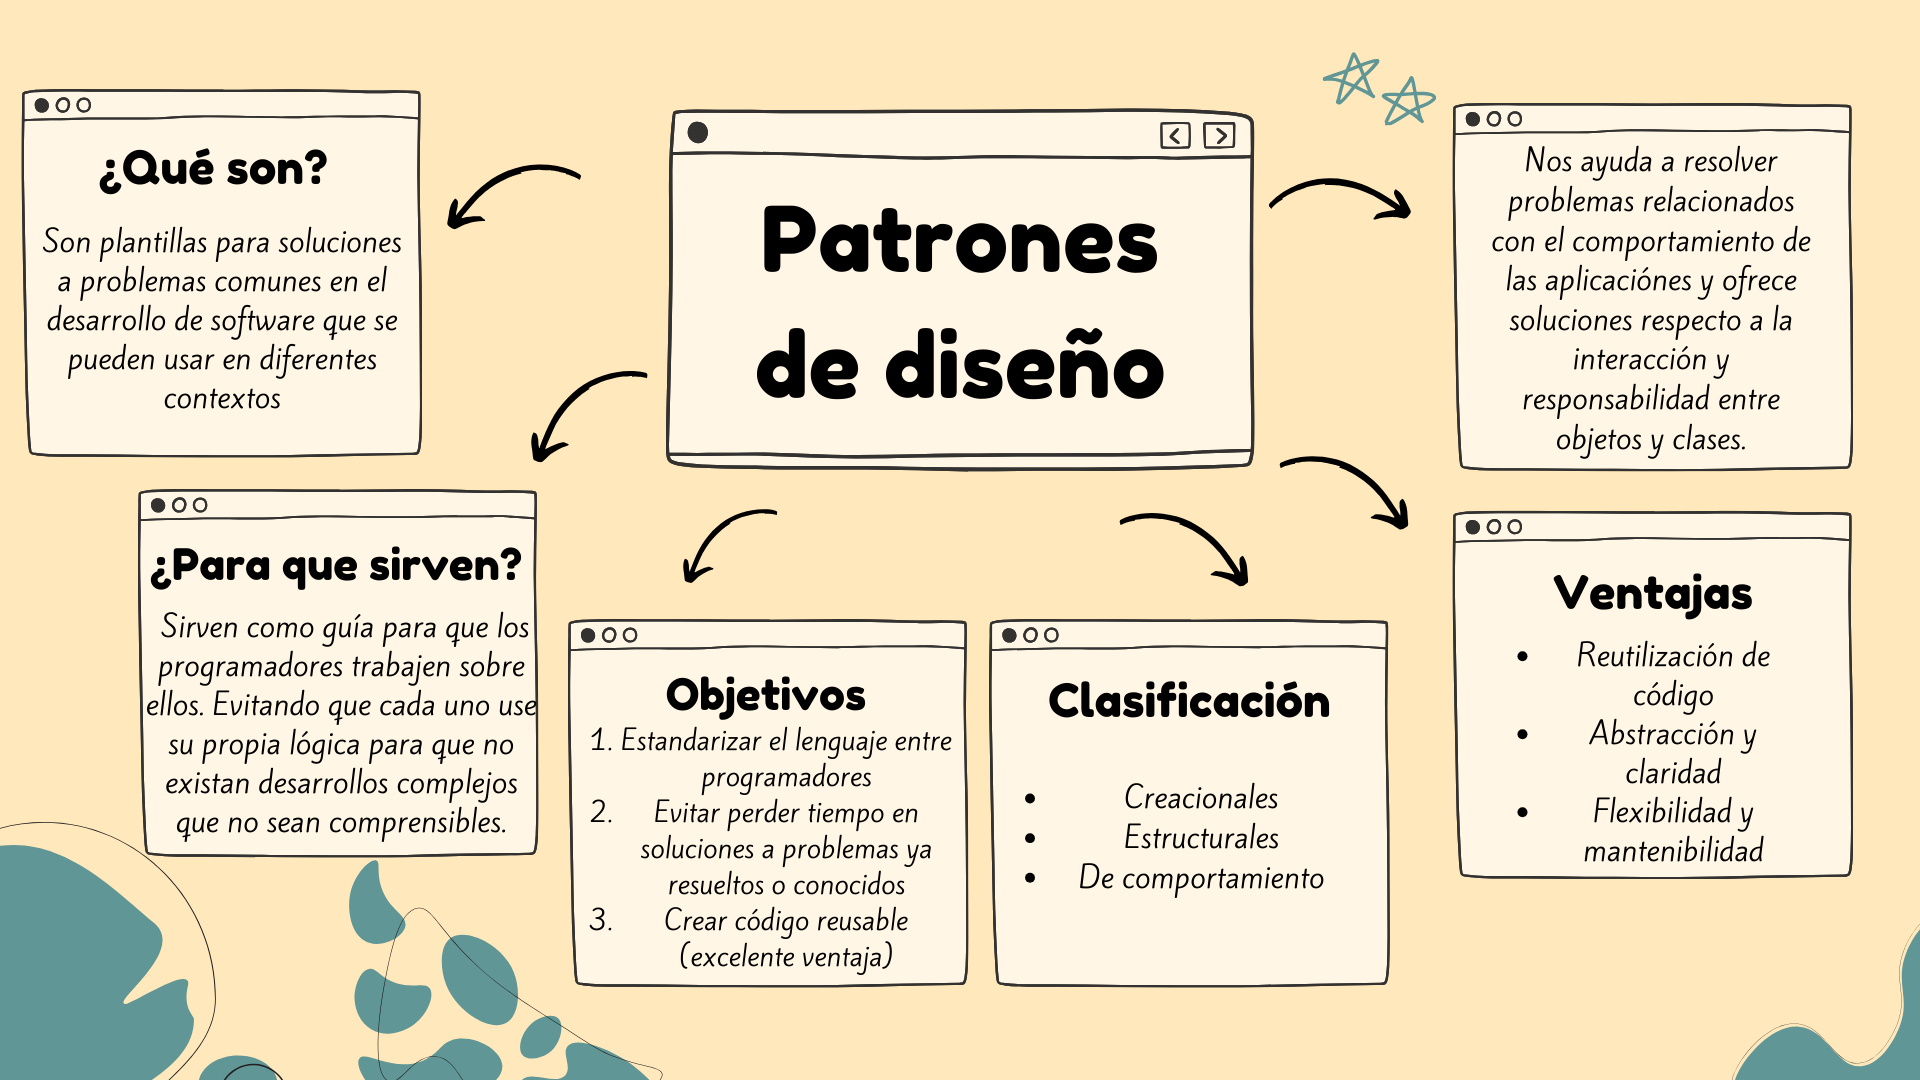 Patrones
de diseño
¿Qué son?
Son plantillas para soluciones
a problemas comunes en el
desarrollo de software que se
pueden usar en diferentes
contextos
¿Para que sirven?
Sirven como guía para que los
programadores trabajen sobre
ellos. Evitando que cada uno use
su propia lógica para que no
existan desarrollos complejos
que no sean comprensibles.
Objetivos
1. Estandarizar el lenguaje entre
programadores
2. Evitar perder tiempo en
soluciones a problemas ya
resueltos o conocidos
3. Crear código reusable
(excelente ventaja)
Clasificación
• Creacionales
• Estructurales
• De comportamiento
Nos ayuda a resolver
problemas relacionados
con el comportamiento de
las aplicaciónes y ofrece
soluciones respecto a la
interacción y
responsabilidad entre
objetos y clases.
Ventajas
• Reutilización de
código
• Abstracción y
claridad
• Flexibilidad y
mantenibilidad